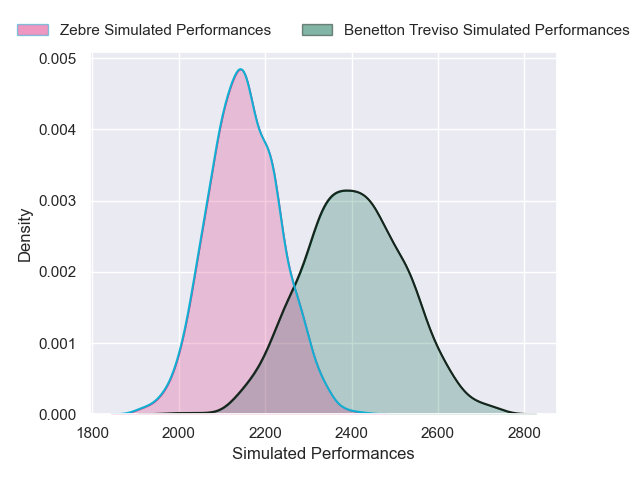 Zebre Simulated Performances
Benetton Treviso Simulated Performances
0.005
0.004
0.003
0.002
0.001
0.000
Density
1800 2000 2200 2400 2600 2800
Simulated Performances